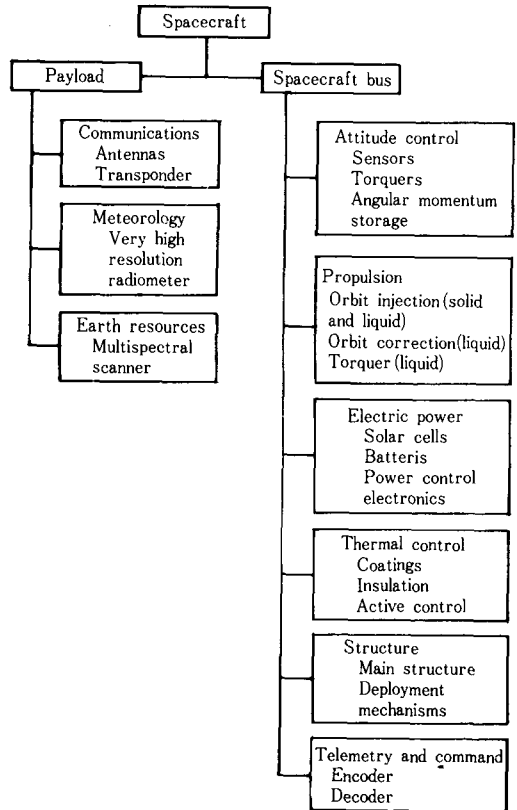 Spacecraft
Payload
Spacecraft bus
Communications
Antennas
Transponder
Meteorology
Very high
resolution
radiometer
Earth resources
Multispectral
scanner
Attitude control
Sensors
Torquers
Angular momentum
storage
Propulsion
Orbit injection(solid
and liquid)
Orbit correction(liquid)
Torquer(liquid)
Electric power
Solar cells
Batteris
Power control
electronics
Thermal control
Coatings
Insulation
Active control
Structure
Main structure
Deployment
mechanisms
Telemetry and command
Encoder
Decoder